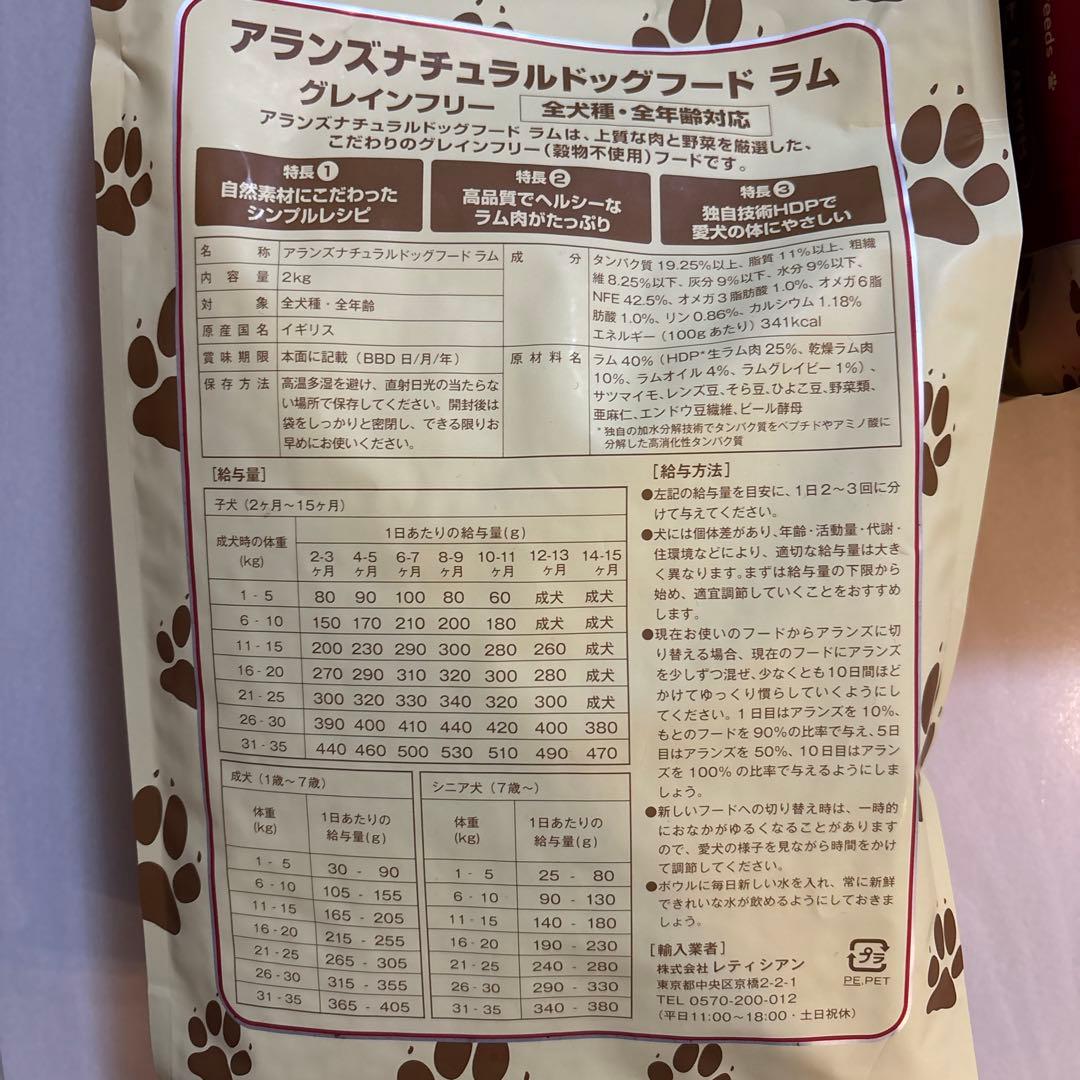 アランズナチュラルドッグフード ラム
グレインフリー 全犬種・全年齢対応
アランズナチュラルドッグフード ラムは、上質な肉と野菜を厳選した、
こだわりのグレインフリー(穀物不使用)フードです。
特長1
自然素材にこだわった
シンプルレシピ
特長2
高品質でヘルシーな
ラム肉がたっぷり
特長3
独自技術HDPで
愛犬の体にやさしい
名称 アランズナチュラルドッグフード ラム
内容量 2kg
対象 全犬種・全年齢
原産国名 イギリス
賞味期限 本面に記載(BBD 日/月/年)
保存方法 高温多湿を避け、直射日光の当たらな
い場所で保存してください。開封後は
袋をしっかりと密閉し、できる限りお
早めにお使いください。
成分 タンパク質 19.25%以上、脂質 11%以上、粗繊
維 8.25%以下、灰分 9%以下、水分 9%以下、
NFE 42.5%、オメガ3脂肪酸 1.0%、オメガ6脂
肪酸 1.0%、リン 0.86%、カルシウム 1.18%
エネルギー(100gあたり)341kcal
原材料名 ラム 40%(HDP*生ラム肉 25%、乾燥ラム肉
10%、ラムオイル 4%、ラムグレイビー 1%)、
サツマイモ、レンズ豆、そら豆、ひよこ豆、野菜類、
亜麻仁、エンドウ豆繊維、ビール酵母
*独自の加水分解技術でタンパク質をペプチドやアミノ酸に
分解した高消化性タンパク質
[給与量]
子犬(2ヶ月～15ヶ月)
成犬時の体重(kg) 1日あたりの給与量(g)
2-3ヶ月 4-5ヶ月 6-7ヶ月 8-9ヶ月 10-11ヶ月 12-13ヶ月 14-15ヶ月
1 - 5 80 90 100 80 60 成犬 成犬
6 - 10 150 170 210 200 180 成犬 成犬
11 - 15 200 230 290 300 280 260 成犬
16 - 20 270 290 310 320 300 280 成犬
21 - 25 300 320 330 340 320 300 成犬
26 - 30 390 400 410 440 420 400 380
31 - 35 440 460 500 530 510 490 470
成犬(1歳～7歳)
体重(kg) 1日あたりの給与量(g)
1 - 5 30 - 90
6 - 10 105 - 155
11 - 15 165 - 205
16 - 20 215 - 255
21 - 25 265 - 305
26 - 30 315 - 355
31 - 35 365 - 405
シニア犬(7歳～)
体重(kg) 1日あたりの給与量(g)
1 - 5 25 - 80
6 - 10 90 - 130
11 - 15 140 - 180
16 - 20 190 - 230
21 - 25 240 - 280
26 - 30 290 - 330
31 - 35 340 - 380
[給与方法]
●左記の給与量を目安に、1日2～3回に分
けて与えてください。
●犬には個体差があり、年齢・活動量・代謝・
住環境などにより、適切な給与量は大き
く異なります。まずは給与量の下限から
始め、適宜調節していくことをおすすめ
します。
●現在お使いのフードからアランズに切
り替える場合、現在のフードにアランズ
を少しずつ混ぜ、少なくとも10日間ほど
かけてゆっくり慣らしていくようにし
てください。1日目はアランズを10%、
もとのフードを90%の比率で与え、5日
目はアランズを50%、10日目はアラン
ズを100%の比率で与えるようにしま
しょう。
●新しいフードへの切り替え時は、一時的
におなかがゆるくなることがあります
ので、愛犬の様子を見ながら時間をかけ
て調節してください。
●ボウルに毎日新しい水を入れ、常に新鮮
できれいな水が飲めるようにしておきま
しょう。
[輸入業者]
株式会社レティシアン
東京都中央区京橋2-2-1
TEL 0570-200-012
(平日11:00～18:00・土日祝休)
プラ
PE,PET
eeds